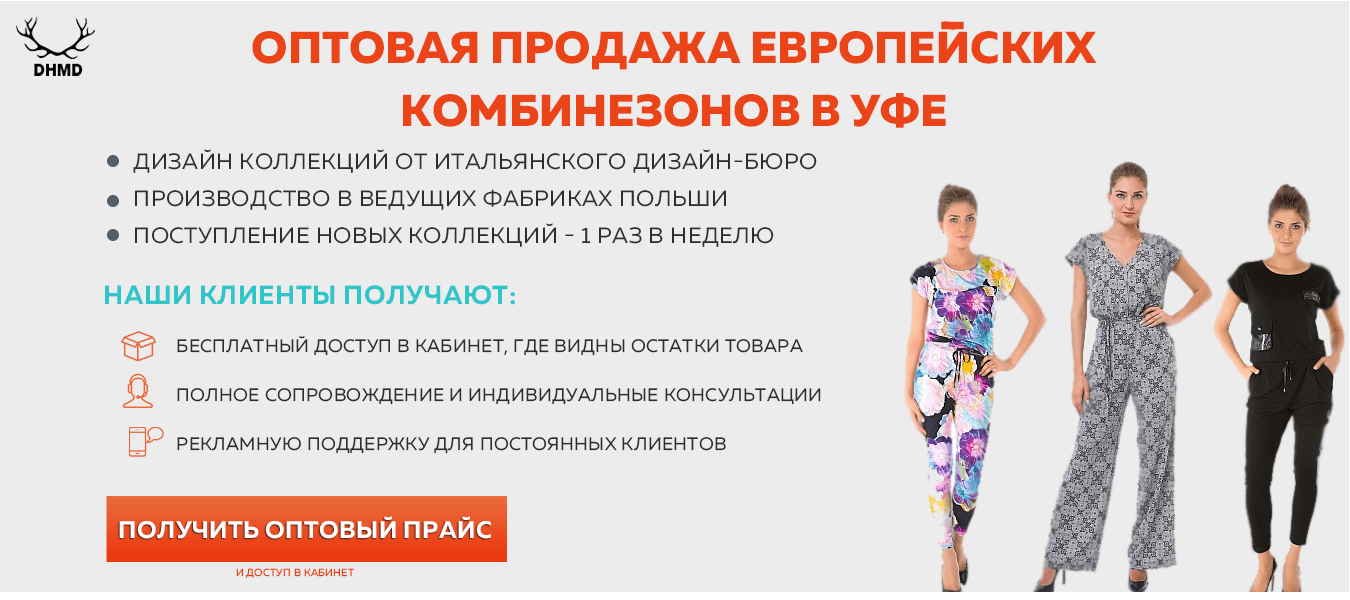 DHMD
ОПТОВАЯ ПРОДАЖА ЕВРОПЕЙСКИХ
КОМБИНЕЗОНОВ В УФЕ
ДИЗАЙН КОЛЛЕКЦИЙ ОТ ИТАЛЬЯНСКОГО ДИЗАЙН-БЮРО
ПРОИЗВОДСТВО В ВЕДУЩИХ ФАБРИКАХ ПОЛЬШИ
ПОСТУПЛЕНИЕ НОВЫХ КОЛЛЕКЦИЙ - 1 РАЗ В НЕДЕЛЮ
НАШИ КЛИЕНТЫ ПОЛУЧАЮТ:
БЕСПЛАТНЫЙ ДОСТУП В КАБИНЕТ, ГДЕ ВИДНЫ ОСТАТКИ ТОВАРА
ПОЛНОЕ СОПРОВОЖДЕНИЕ И ИНДИВИДУАЛЬНЫЕ КОНСУЛЬТАЦИИ
РЕКЛАМНУЮ ПОДДЕРЖКУ ДЛЯ ПОСТОЯННЫХ КЛИЕНТОВ
ПОЛУЧИТЬ ОПТОВЫЙ ПРАЙС
И ДОСТУП В КАБИНЕТ